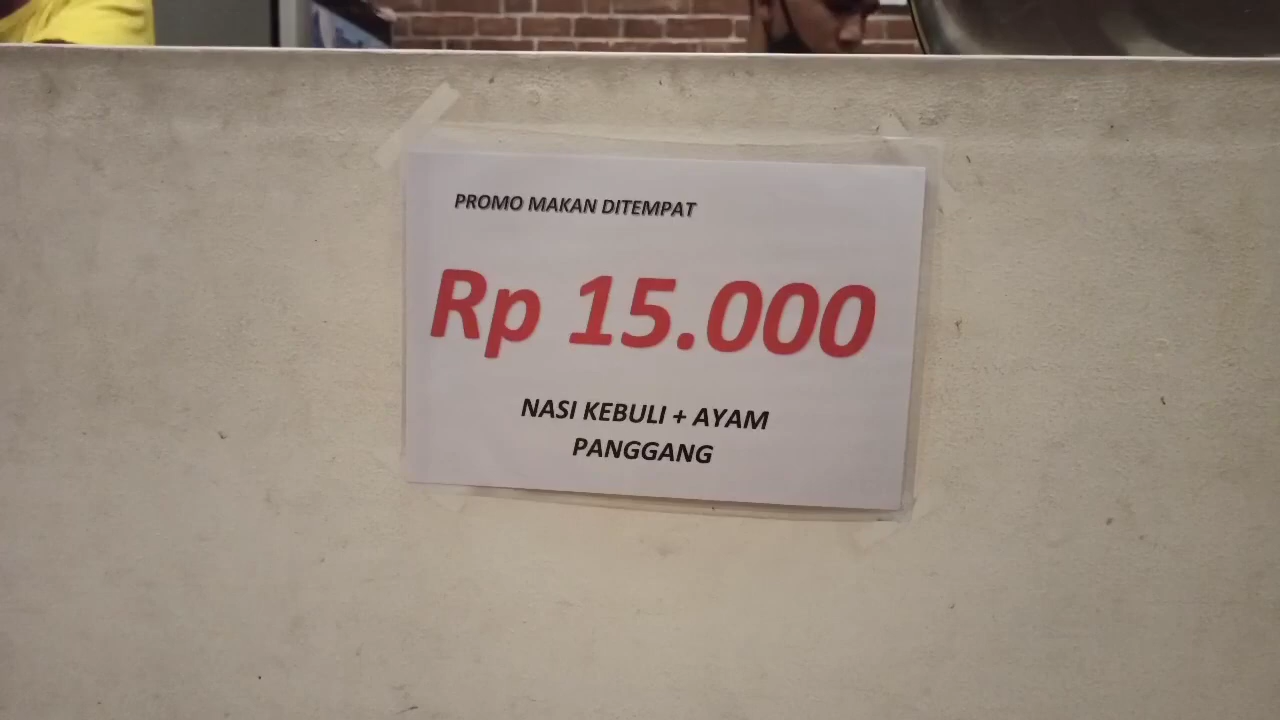 PROMO MAKAN DITEMPAT
Rp 15.000
NASI KEBULI + AYAM
PANGGANG